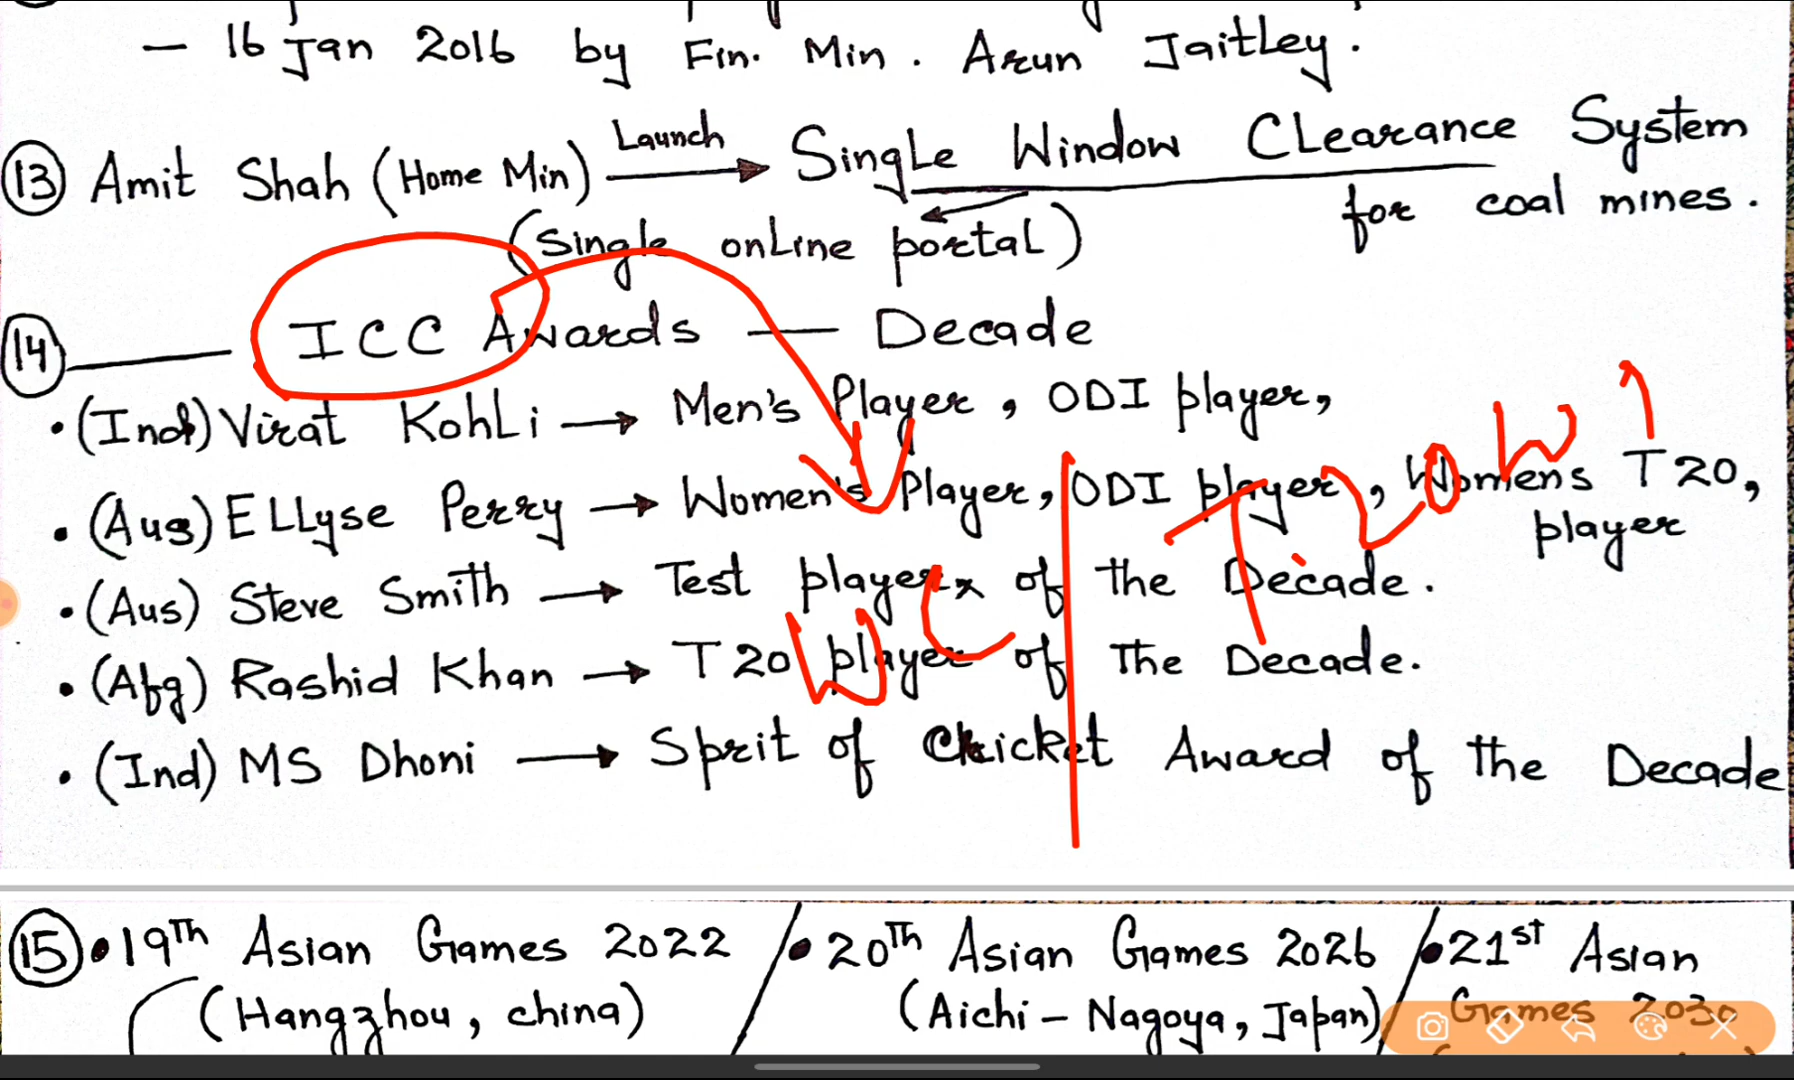 — 16 Jan 2016 by Fin. Min. Arun Jaitley.
(13) Amit Shah (Home Min) Launch → Single Window Clearance System
(Single online portal) for coal mines.
(14) — ICC Awards — Decade
• (Ind) Virat Kohli → Men's Player, ODI player,
• (Aus) Ellyse Perry → Women's Player, ODI player, Womens T20,
player
• (Aus) Steve Smith → Test player of the Decade.
• (Afg) Rashid Khan → T20 player of The Decade.
• (Ind) MS Dhoni → Sprit of Cricket Award of the Decade
(15) • 19Th Asian Games 2022 / • 20Th Asian Games 2026 / • 21st Asian
(Hangzhou, china) (Aichi – Nagoya, Japan) Games 2030